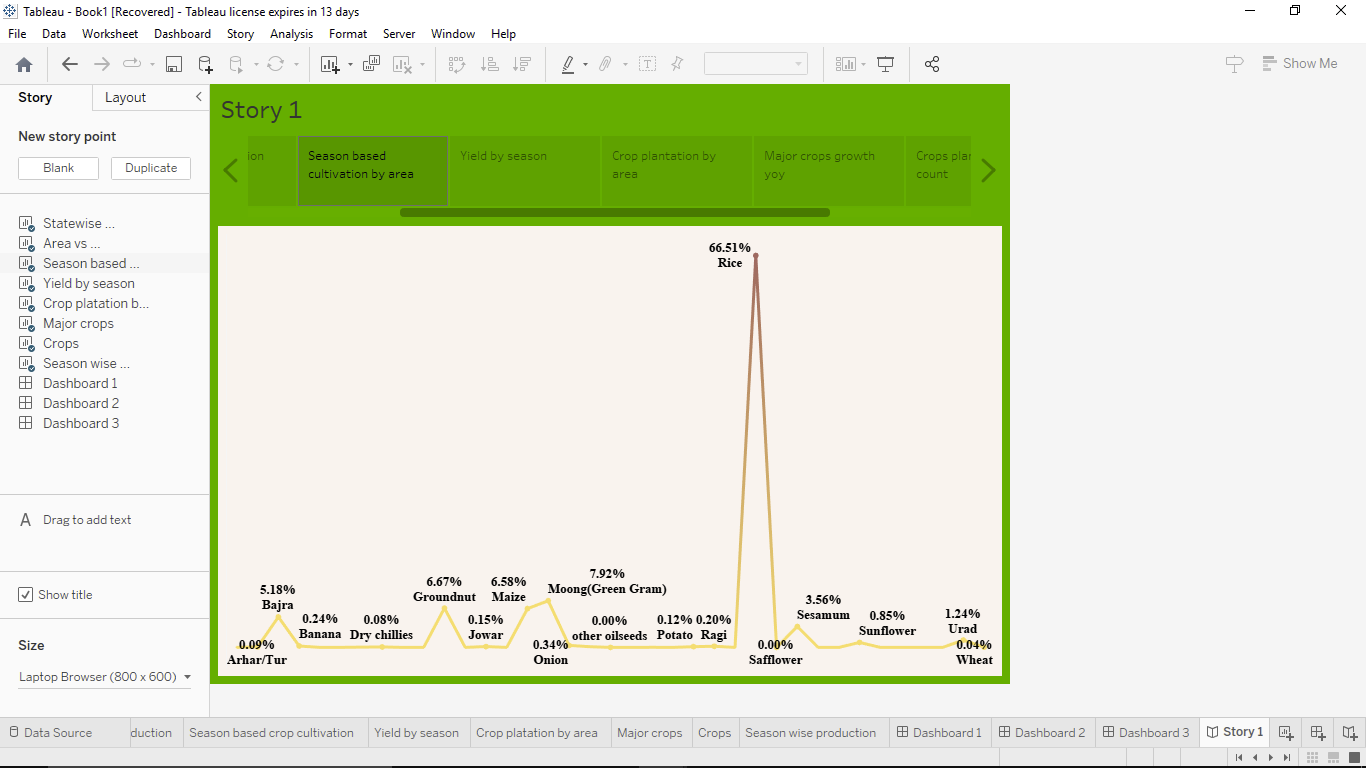 Tableau - Book1 [Recovered] - Tableau license expires in 13 days
File Data Worksheet Dashboard Story Analysis Format Server Window Help
Show Me
Story Layout
New story point
Blank Duplicate
Statewise ...
Area vs ...
Season based ...
Yield by season
Crop platation b...
Major crops
Crops
Season wise ...
Dashboard 1
Dashboard 2
Dashboard 3
A Drag to add text
Show title
Size
Laptop Browser (800 x 600)
Story 1
ion
Season based
cultivation by area
Yield by season
Crop plantation by
area
Major crops growth
yoy
Crops plan
count
66.51%
Rice
5.18%
Bajra
0.09%
Arhar/Tur
0.24%
Banana
0.08%
Dry chillies
6.67%
Groundnut
0.15%
Jowar
6.58%
Maize
7.92%
Moong(Green Gram)
0.34%
Onion
0.00%
other oilseeds
0.12%
Potato
0.20%
Ragi
0.00%
Safflower
3.56%
Sesamum
0.85%
Sunflower
1.24%
Urad
0.04%
Wheat
Data Source duction Season based crop cultivation Yield by season Crop platation by area Major crops Crops Season wise production Dashboard 1 Dashboard 2 Dashboard 3 Story 1